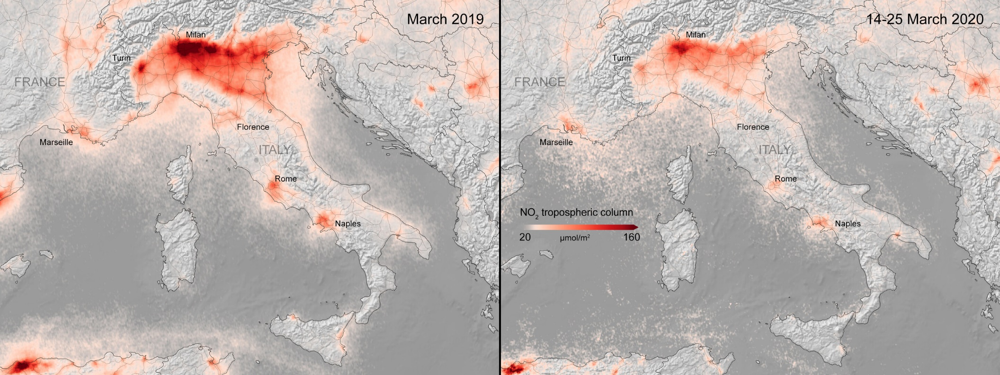 March 2019
Milan
Turin
FRANCE
Florence
Marseille
ITALY
Rome
Naples
14-25 March 2020
Milan
Turin
FRANCE
Florence
Marseille
ITALY
Rome
NO₂ tropospheric column
Naples
20 µmol/m² 160